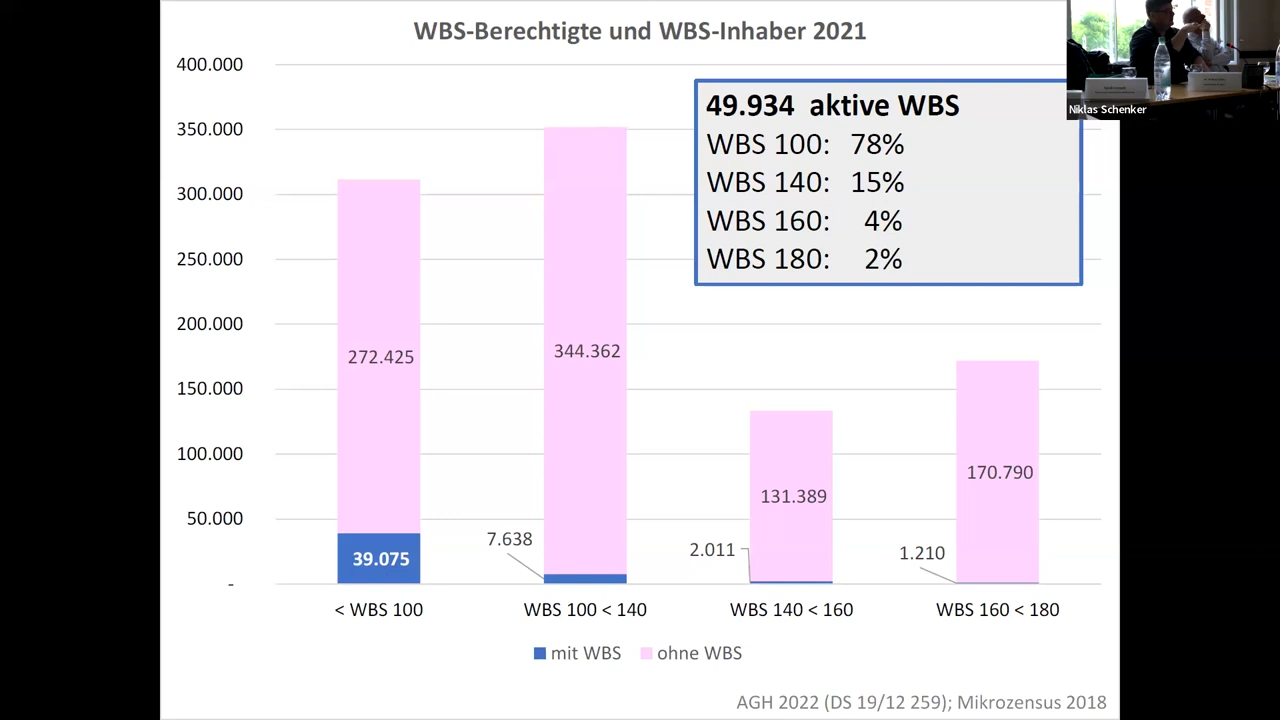 WBS-Berechtigte und WBS-Inhaber 2021
400.000
350.000
300.000
250.000
200.000
150.000
100.000
50.000
-
49.934 aktive WBS
WBS 100: 78%
WBS 140: 15%
WBS 160: 4%
WBS 180: 2%
Niklas Schenker
272.425
344.362
131.389
170.790
39.075
7.638
2.011
1.210
< WBS 100
WBS 100 < 140
WBS 140 < 160
WBS 160 < 180
mit WBS
ohne WBS
AGH 2022 (DS 19/12 259); Mikrozensus 2018